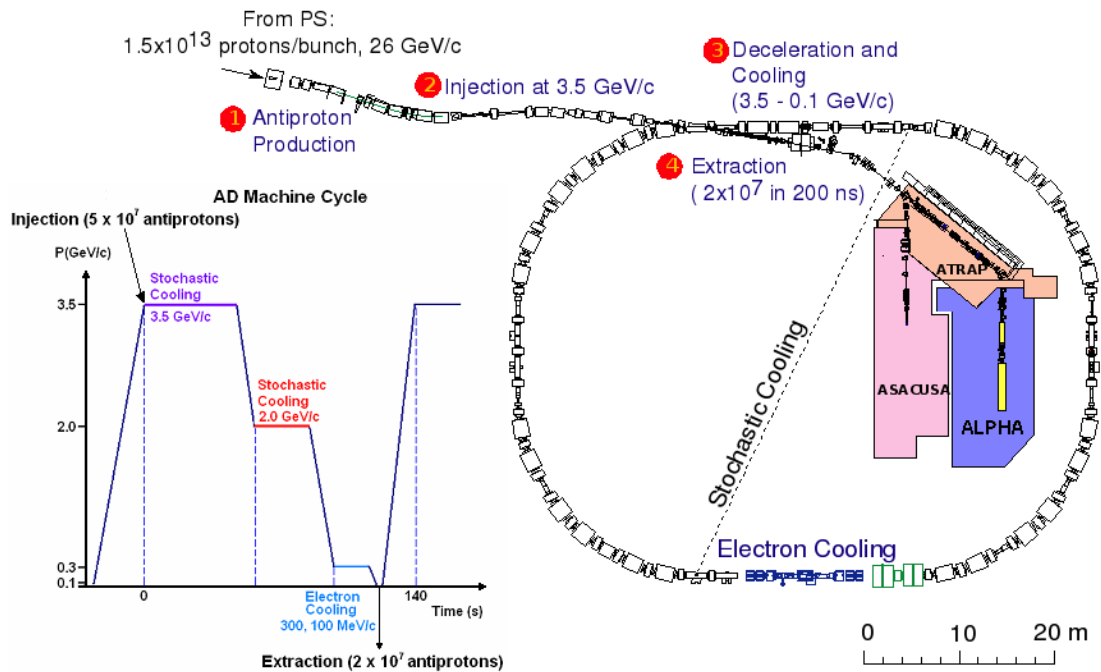 From PS:
1.5x10¹³ protons/bunch, 26 GeV/c
1 Antiproton
Production
2 Injection at 3.5 GeV/c
3 Deceleration and
Cooling
(3.5 - 0.1 GeV/c)
4 Extraction
( 2x10⁷ in 200 ns)
AD Machine Cycle
Injection (5 x 10⁷ antiprotons)
P(GeV/c)
3.5
2.0
0.3
0.1
Stochastic
Cooling
3.5 GeV/c
Stochastic
Cooling
2.0 GeV/c
Electron
Cooling
300, 100 MeV/c
0
140
Time (s)
Extraction (2 x 10⁷ antiprotons)
Stochastic Cooling
ATRAP
ASACUSA
ALPHA
Electron Cooling
0 10 20 m